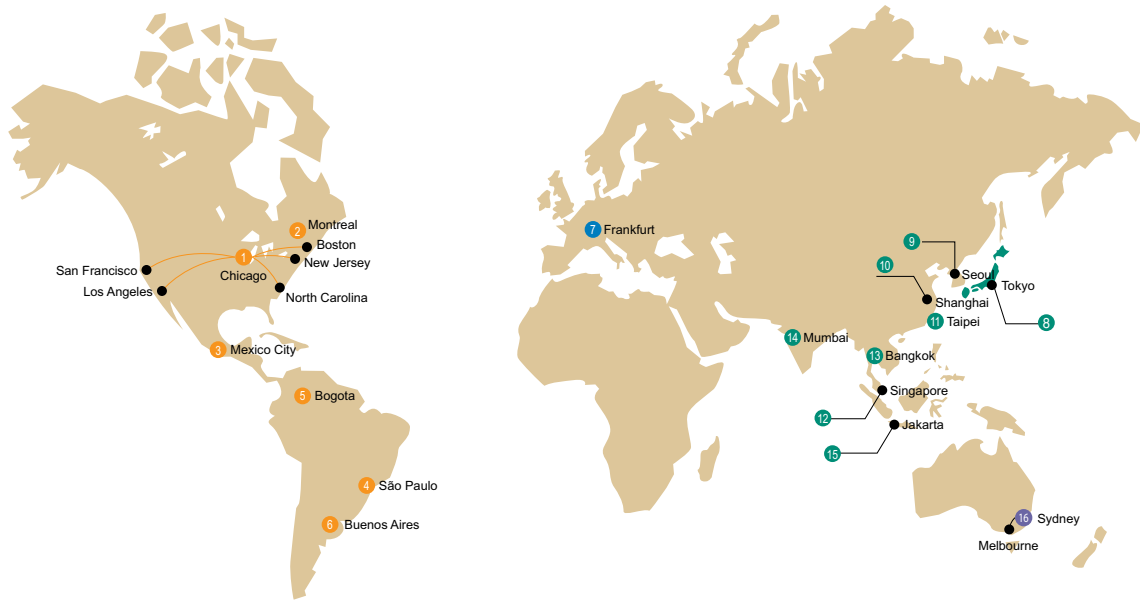 2
Montreal
Boston
1
New Jersey
San Francisco
Chicago
Los Angeles
North Carolina
3
Mexico City
5
Bogota
4
São Paulo
6
Buenos Aires
7
Frankfurt
9
10
Seoul
Tokyo
Shanghai
11
Taipei
8
14
Mumbai
13
Bangkok
Singapore
12
Jakarta
15
16
Sydney
Melbourne